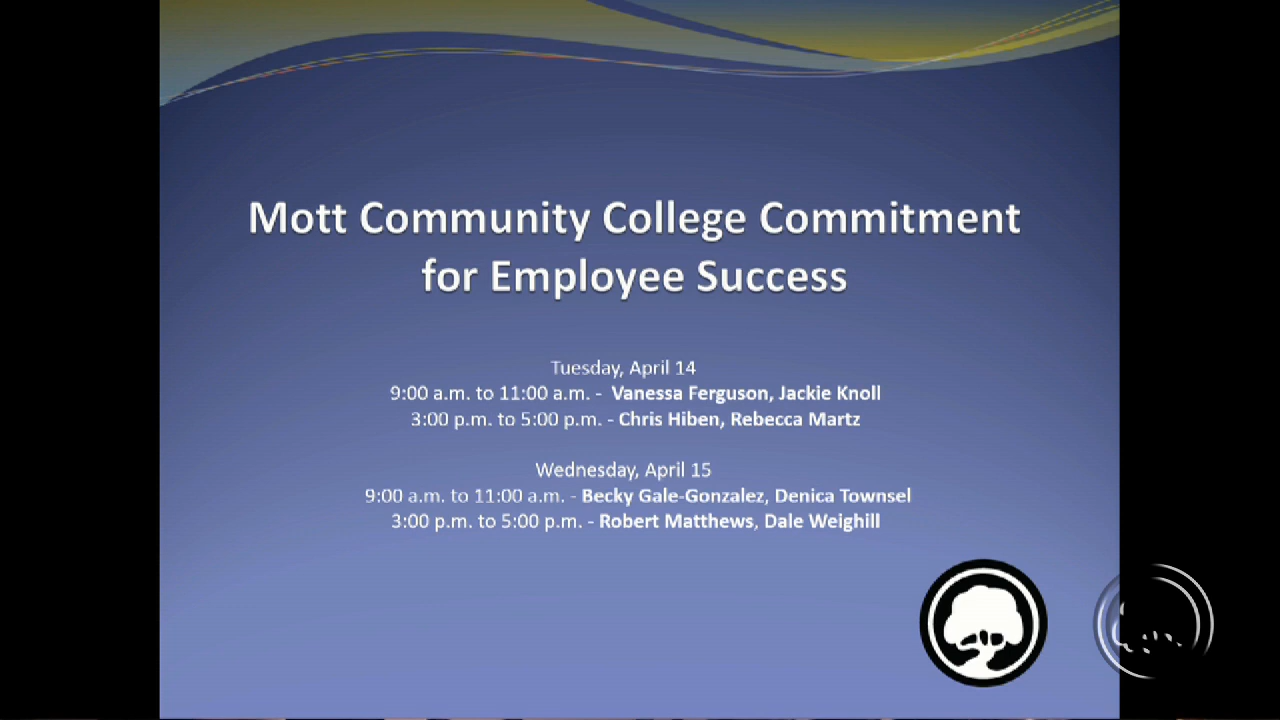 Mott Community College Commitment
for Employee Success
Tuesday, April 14
9:00 a.m. to 11:00 a.m. - Vanessa Ferguson, Jackie Knoll
3:00 p.m. to 5:00 p.m. - Chris Hiben, Rebecca Martz
Wednesday, April 15
9:00 a.m. to 11:00 a.m. - Becky Gale-Gonzalez, Denica Townsel
3:00 p.m. to 5:00 p.m. - Robert Matthews, Dale Weighill